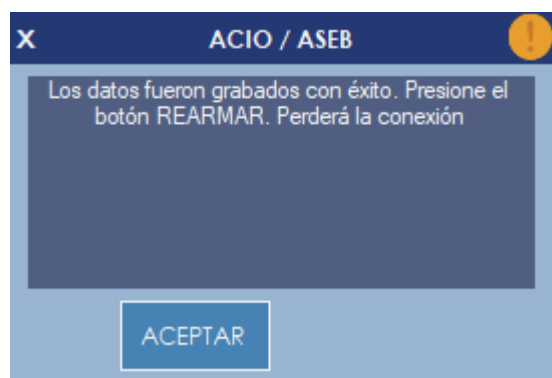 X ACIO / ASEB !
Los datos fueron grabados con éxito. Presione el
botón REARMAR. Perderá la conexión
ACEPTAR